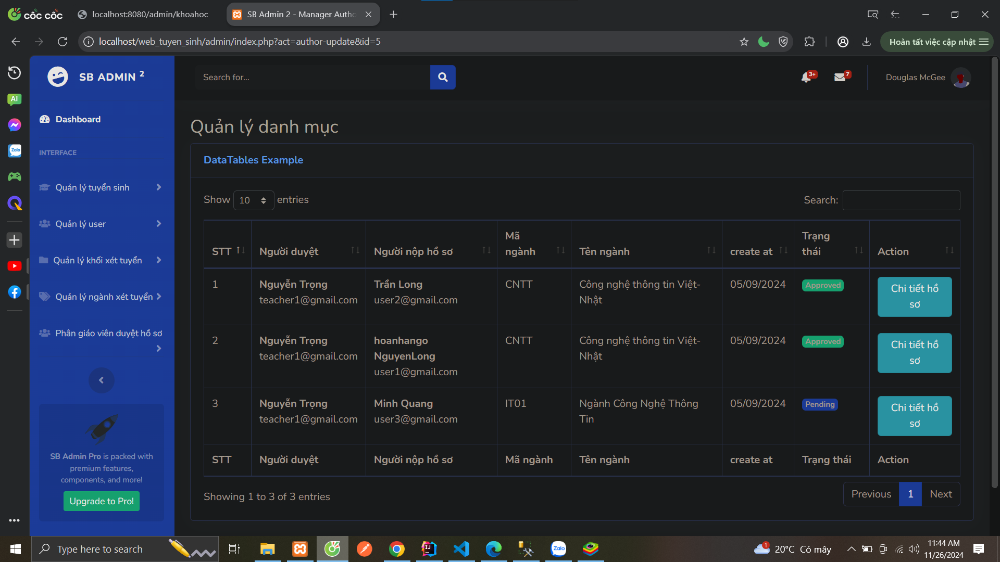 cốc cốc
localhost:8080/admin/khoahoc
SB Admin 2 - Manager Autho
localhost/web_tuyen_sinh/admin/index.php?act=author-update&id=5
Hoàn tất việc cập nhật
SB ADMIN 2
Search for...
3+
7
Douglas McGee
AI
Zalo
Dashboard
INTERFACE
Quản lý tuyển sinh
Quản lý user
Quản lý khối xét tuyển
Quản lý ngành xét tuyển
Phân giáo viên duyệt hồ sơ
SB Admin Pro is packed with
premium features,
components, and more!
Upgrade to Pro!
Quản lý danh mục
DataTables Example
Show 10 entries
Search:
STT Người duyệt Người nộp hồ sơ Mã ngành Tên ngành create at Trạng thái Action
1 Nguyễn Trọng teacher1@gmail.com Trần Long user2@gmail.com CNTT Công nghệ thông tin Việt-Nhật 05/09/2024 Approved Chi tiết hồ sơ
2 Nguyễn Trọng teacher1@gmail.com hoanhango NguyenLong user1@gmail.com CNTT Công nghệ thông tin Việt-Nhật 05/09/2024 Approved Chi tiết hồ sơ
3 Nguyễn Trọng teacher1@gmail.com Minh Quang user3@gmail.com IT01 Ngành Công Nghệ Thông Tin 05/09/2024 Pending Chi tiết hồ sơ
STT Người duyệt Người nộp hồ sơ Mã ngành Tên ngành create at Trạng thái Action
Showing 1 to 3 of 3 entries
Previous 1 Next
Type here to search
IJ
Zalo
1
20°C Có mây
11:44 AM
11/26/2024